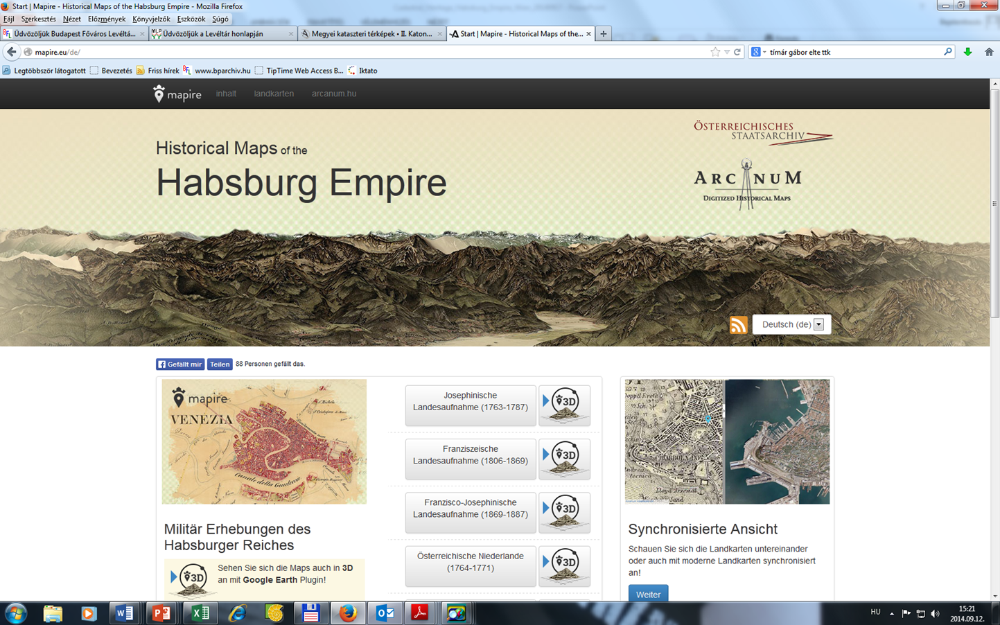 Start | Mapire - Historical Maps of the Habsburg Empire - Mozilla Firefox
Fájl Szerkesztés Nézet Előzmények Könyvjelzők Eszközök Súgó
Üdvözöljük Budapest Főváros Levéltá...
Üdvözöljük a Levéltár honlapján
Megyei kataszteri térképek • II. Katon...
Start | Mapire - Historical Maps of the...
mapire.eu/de/
tímár gábor elte ttk
Legtöbbször látogatott Bevezetés Friss hírek www.bparchiv.hu TipTime Web Access B... Iktato
mapire inhalt landkarten arcanum.hu
ÖSTERREICHISCHES
STAATSARCHIV
Historical Maps of the
Habsburg Empire
ARCANUM
DIGITIZED HISTORICAL MAPS
Deutsch (de)
Gefällt mir Teilen 88 Personen gefällt das.
mapire
VENEZIA
Canale della Giudecca
Militär Erhebungen des
Habsburger Reiches
3D
Sehen Sie sich die Maps auch in 3D
an mit Google Earth Plugin!
Josephinische
Landesaufnahme (1763-1787)
3D
Franziszeische
Landesaufnahme (1806-1869)
3D
Franzisco-Josephinische
Landesaufnahme (1869-1887)
3D
Österreichische Niederlande
(1764-1771)
3D
Lloyd Arsenal
Synchronisierte Ansicht
Schauen Sie sich die Landkarten untereinander
oder auch mit moderne Landkarten synchronisiert
an!
Weiter
HU
15:21
2014.09.12.